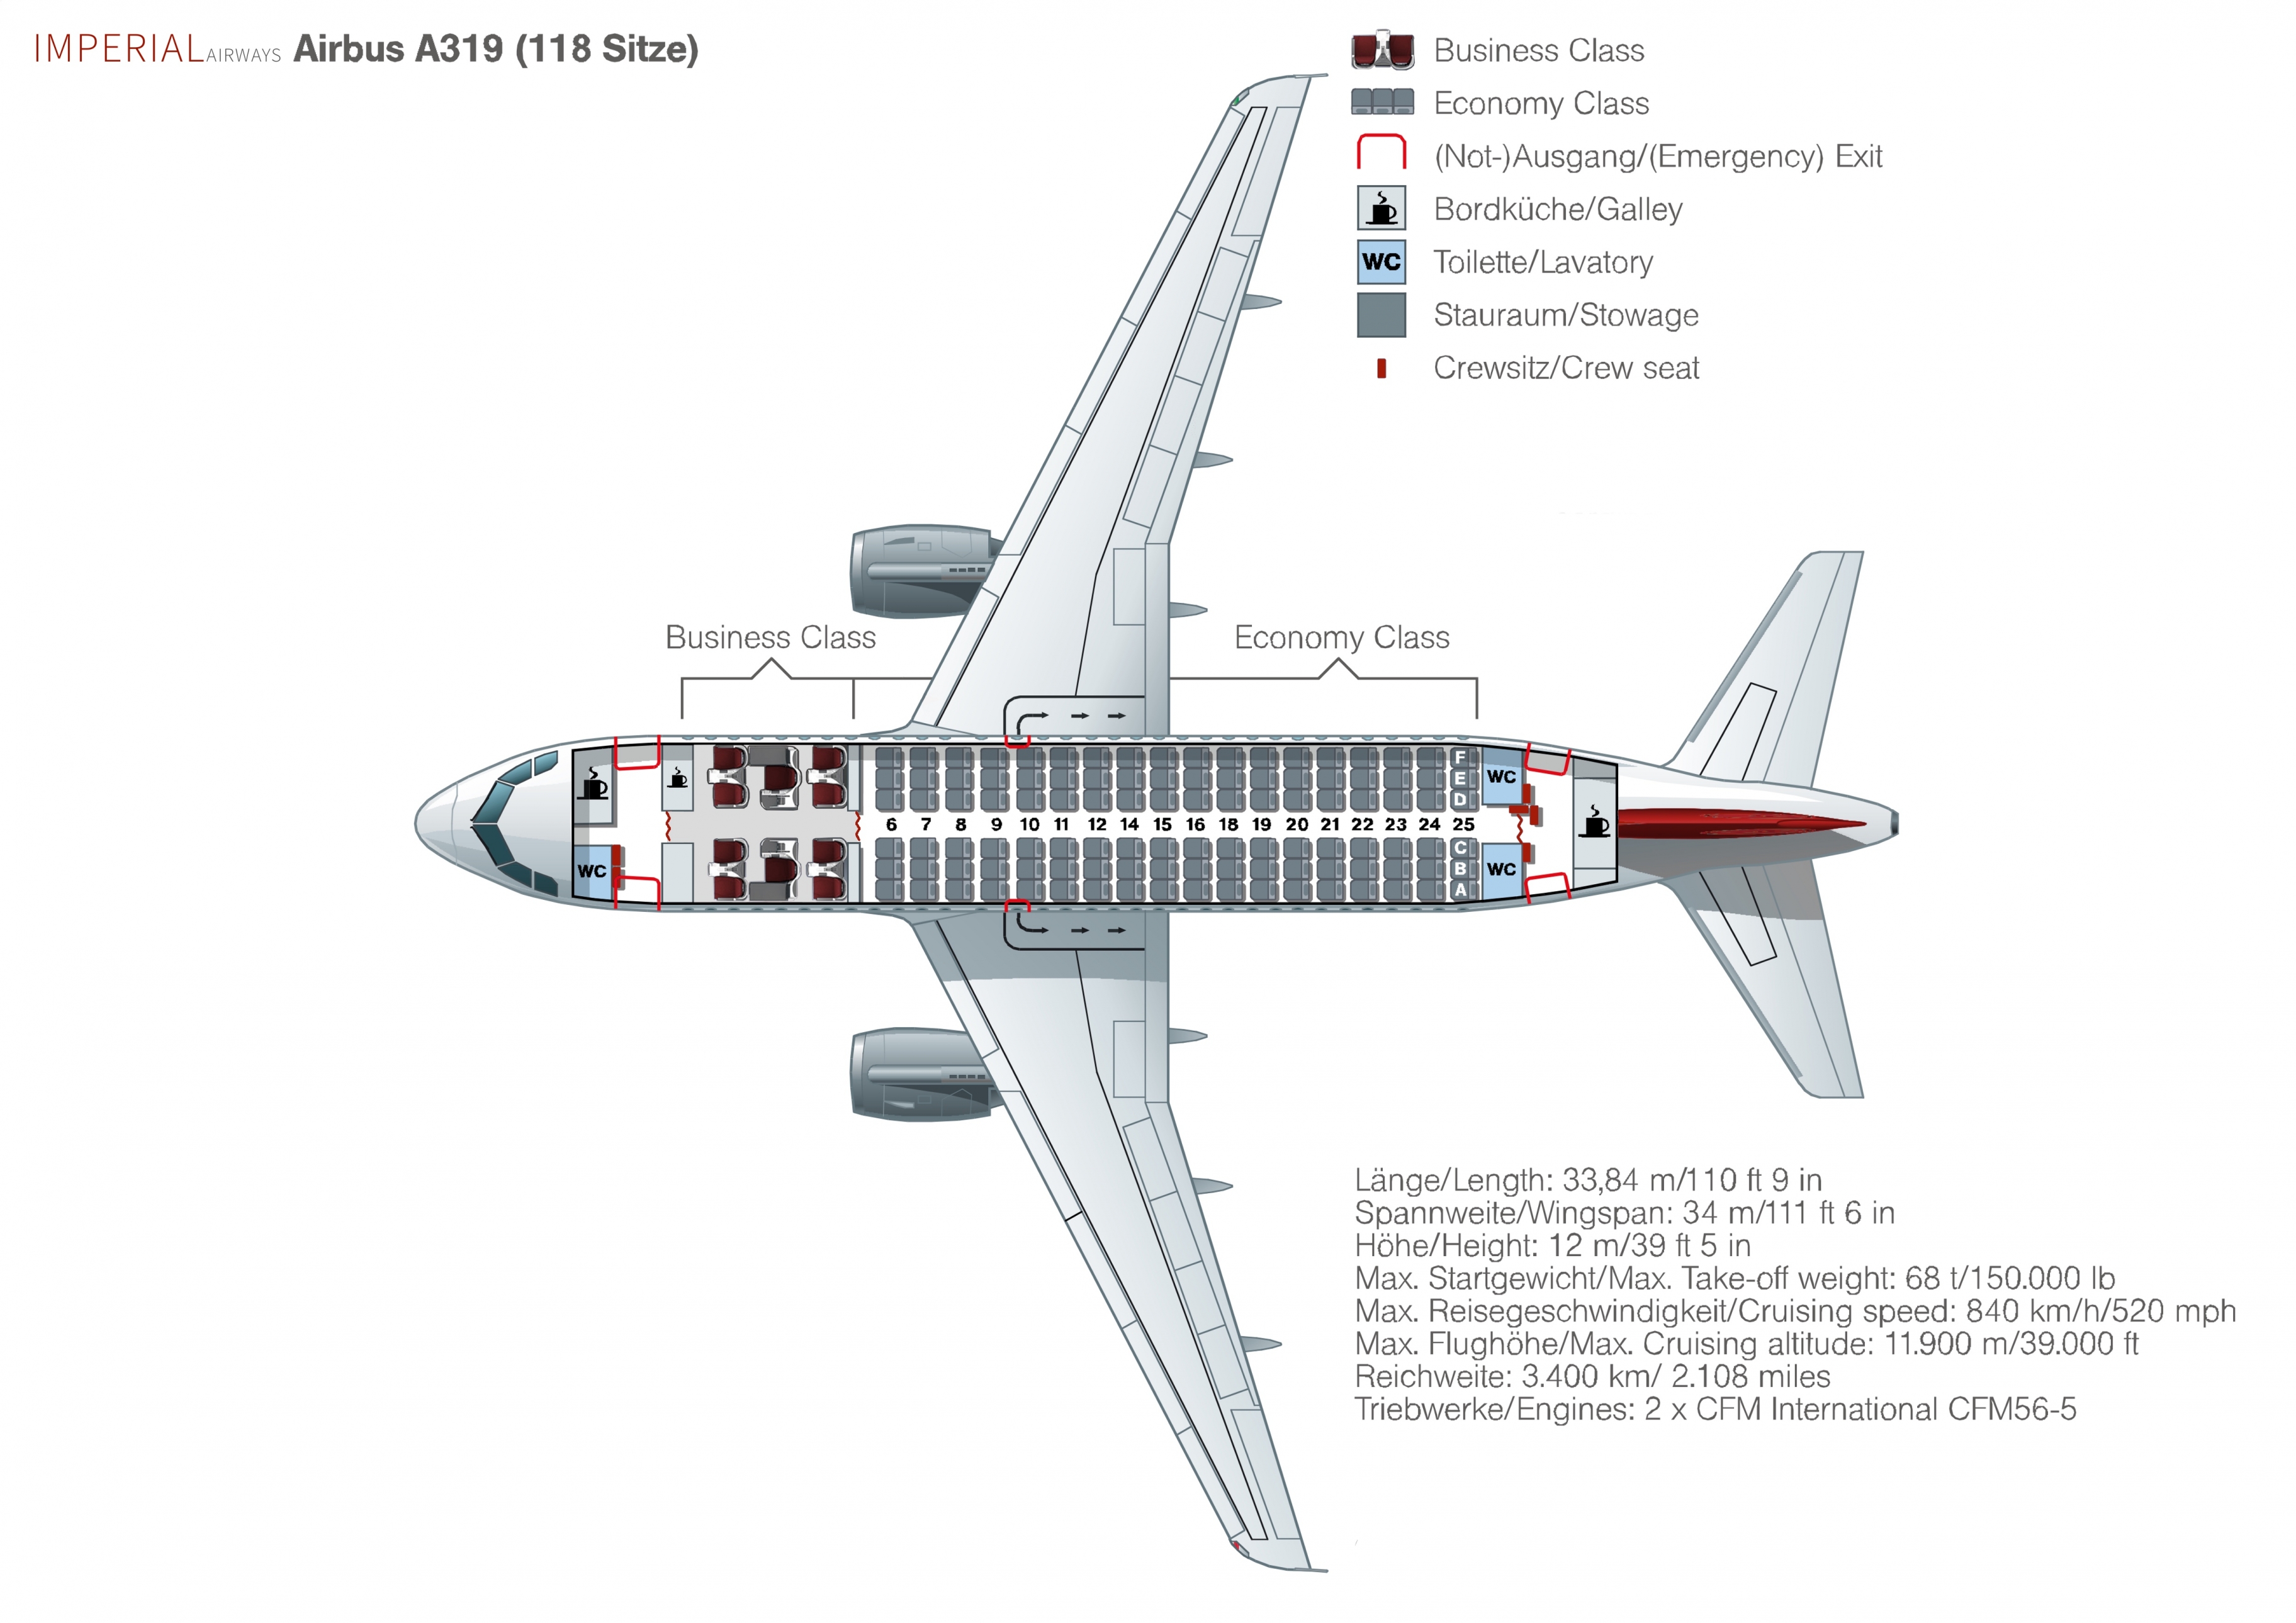 IMPERIAL AIRWAYS Airbus A319 (118 Sitze)
Business Class
Economy Class
(Not-)Ausgang/(Emergency) Exit
Bordküche/Galley
WC Toilette/Lavatory
Stauraum/Stowage
Crewsitz/Crew seat
Business Class
Economy Class
F
WC
E
D
6 7 8 9 10 11 12 14 15 16 18 19 20 21 22 23 24 25
C
WC
B
WC
A
Länge/Length: 33,84 m/110 ft 9 in
Spannweite/Wingspan: 34 m/111 ft 6 in
Höhe/Height: 12 m/39 ft 5 in
Max. Startgewicht/Max. Take-off weight: 68 t/150.000 lb
Max. Reisegeschwindigkeit/Cruising speed: 840 km/h/520 mph
Max. Flughöhe/Max. Cruising altitude: 11.900 m/39.000 ft
Reichweite: 3.400 km/ 2.108 miles
Triebwerke/Engines: 2 x CFM International CFM56-5